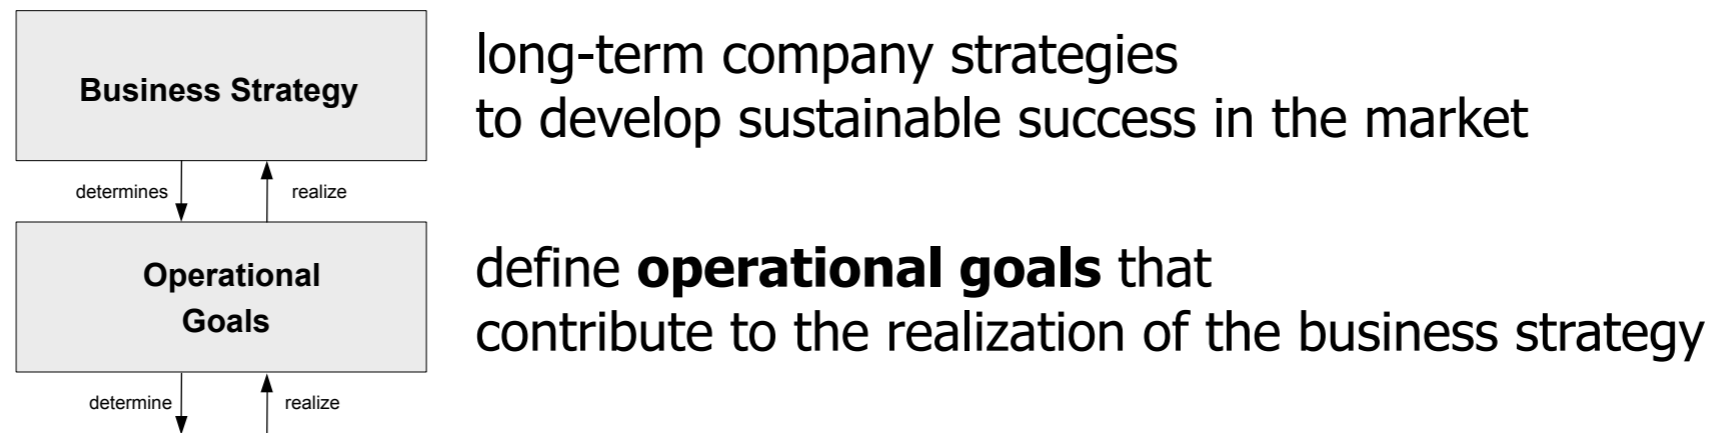 Business Strategy
long-term company strategies
to develop sustainable success in the market
determines
realize
Operational
Goals
define operational goals that
contribute to the realization of the business strategy
determine
realize